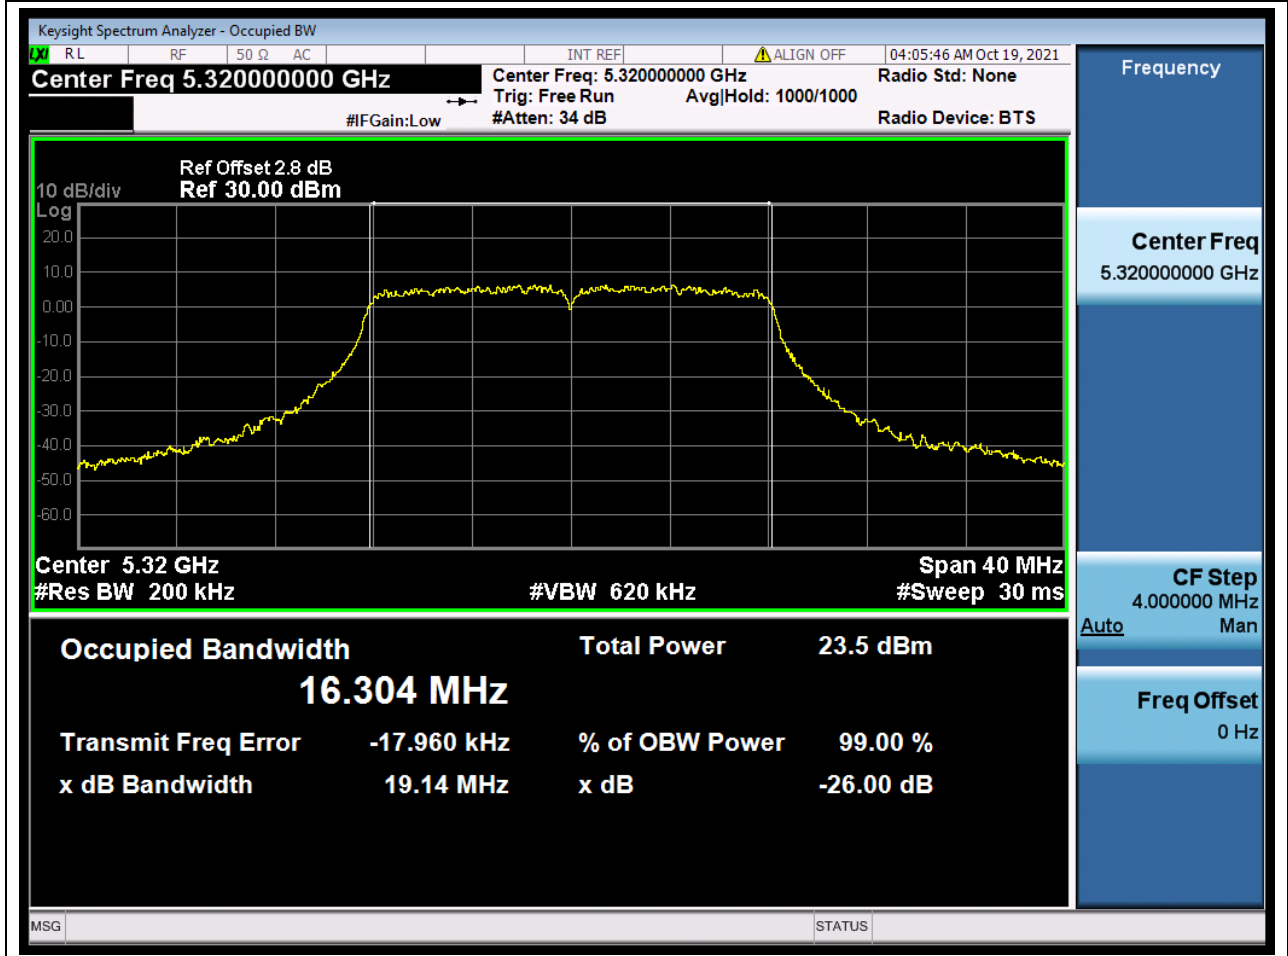 Keysight Spectrum Analyzer - Occupied BW
LXI RL RF 50 Ω AC INT REF ALIGN OFF 04:05:46 AM Oct 19, 2021
Center Freq 5.320000000 GHz
Center Freq: 5.320000000 GHz
Radio Std: None
Trig: Free Run Avg|Hold: 1000/1000
#IFGain:Low
#Atten: 34 dB
Radio Device: BTS
Ref Offset 2.8 dB
10 dB/div Ref 30.00 dBm
Log
20.0
10.0
0.00
-10.0
-20.0
-30.0
-40.0
-50.0
-60.0
Center 5.32 GHz Span 40 MHz
#Res BW 200 kHz #VBW 620 kHz #Sweep 30 ms
Occupied Bandwidth Total Power 23.5 dBm
16.304 MHz
Transmit Freq Error -17.960 kHz % of OBW Power 99.00 %
x dB Bandwidth 19.14 MHz x dB -26.00 dB
MSG STATUS
Frequency
Center Freq
5.320000000 GHz
CF Step
4.000000 MHz
Auto Man
Freq Offset
0 Hz